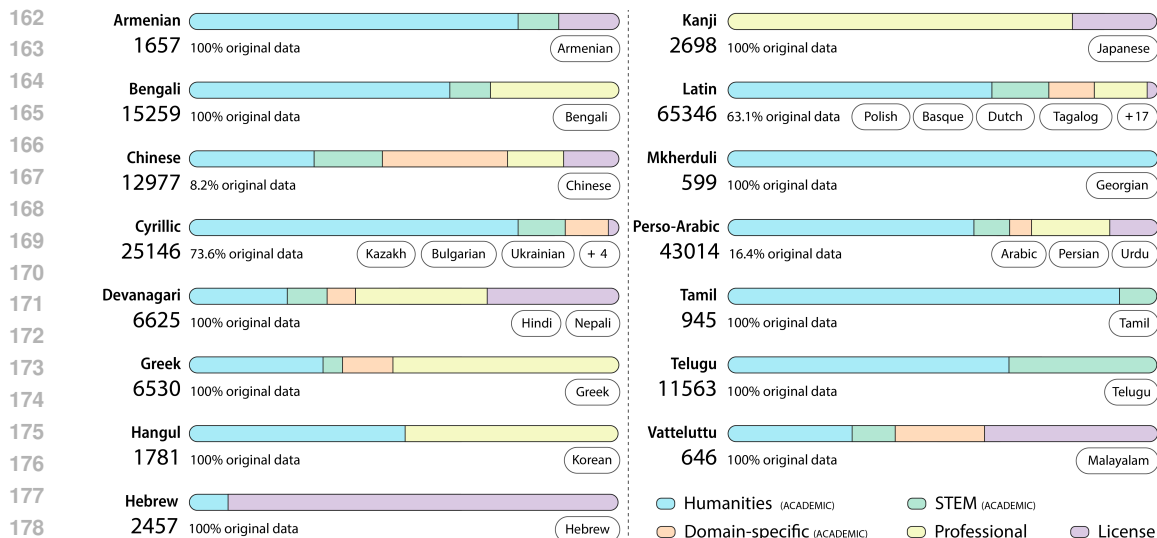 162
163
164
165
166
167
168
169
170
171
172
173
174
175
176
177
178
Armenian
1657 100% original data
Armenian
Bengali
15259 100% original data
Bengali
Chinese
12977 8.2% original data
Chinese
Cyrillic
25146 73.6% original data
Kazakh Bulgarian Ukrainian + 4
Devanagari
6625 100% original data
Hindi Nepali
Greek
6530 100% original data
Greek
Hangul
1781 100% original data
Korean
Hebrew
2457 100% original data
Hebrew
Kanji
2698 100% original data
Japanese
Latin
65346 63.1% original data
Polish Basque Dutch Tagalog +17
Mkherduli
599 100% original data
Georgian
Perso-Arabic
43014 16.4% original data
Arabic Persian Urdu
Tamil
945 100% original data
Tamil
Telugu
11563 100% original data
Telugu
Vatteluttu
646 100% original data
Malayalam
Humanities (ACADEMIC) STEM (ACADEMIC)
Domain-specific (ACADEMIC) Professional License